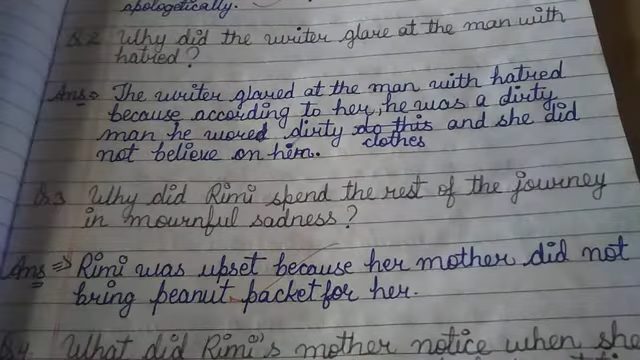 apologetically.
Q.2 Why did the writer glare at the man with
hatred?
Ans⇒ The writer glared at the man with hatred
because according to her, he was a dirty
man he wored dirty do this and she did
clothes
not believe on him.
Q.3 Why did Rimi spend the rest of the journey
in mournful sadness?
Ans⇒ Rimi was upset because her mother did not
bring peanut packet for her.
Q.4 What did Rimi's mother notice when she